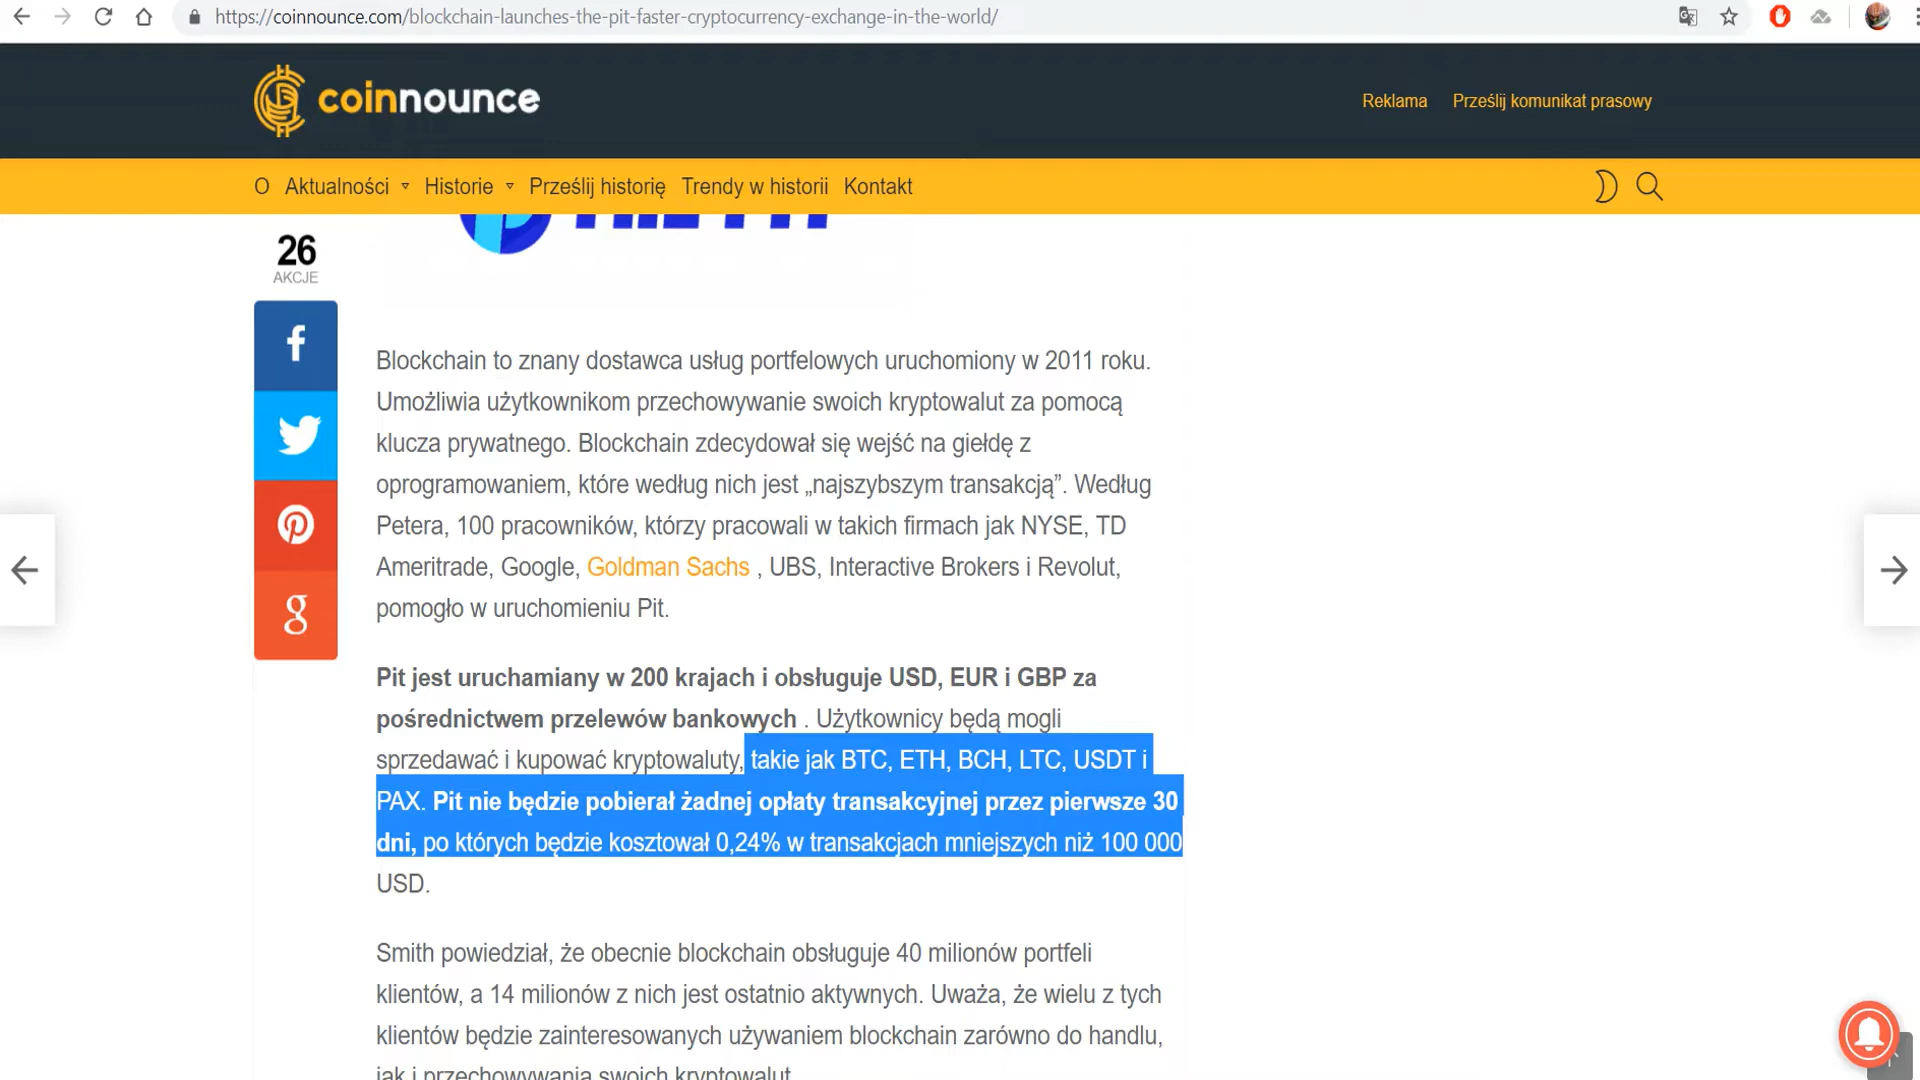 https://coinnounce.com/blockchain-launches-the-pit-faster-cryptocurrency-exchange-in-the-world/
coinnounce
Reklama Prześlij komunikat prasowy
O Aktualności Historie Prześlij historię Trendy w historii Kontakt
26
AKCJE
Blockchain to znany dostawca usług portfelowych uruchomiony w 2011 roku.
Umożliwia użytkownikom przechowywanie swoich kryptowalut za pomocą
klucza prywatnego. Blockchain zdecydował się wejść na giełdę z
oprogramowaniem, które według nich jest „najszybszym transakcją”. Według
Petera, 100 pracowników, którzy pracowali w takich firmach jak NYSE, TD
Ameritrade, Google, Goldman Sachs , UBS, Interactive Brokers i Revolut,
pomogło w uruchomieniu Pit.
Pit jest uruchamiany w 200 krajach i obsługuje USD, EUR i GBP za
pośrednictwem przelewów bankowych . Użytkownicy będą mogli
sprzedawać i kupować kryptowaluty, takie jak BTC, ETH, BCH, LTC, USDT i
PAX. Pit nie będzie pobierał żadnej opłaty transakcyjnej przez pierwsze 30
dni, po których będzie kosztował 0,24% w transakcjach mniejszych niż 100 000
USD.
Smith powiedział, że obecnie blockchain obsługuje 40 milionów portfeli
klientów, a 14 milionów z nich jest ostatnio aktywnych. Uważa, że wielu z tych
klientów będzie zainteresowanych używaniem blockchain zarówno do handlu,
jak i przechowywania swoich kryptowalut.